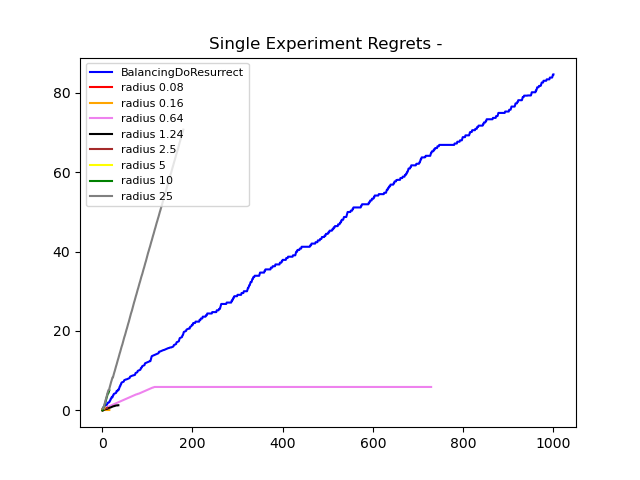 Single Experiment Regrets -
BalancingDoResurrect
radius 0.08
radius 0.16
radius 0.64
radius 1.24
radius 2.5
radius 5
radius 10
radius 25
80
60
40
20
0
0 200 400 600 800 1000